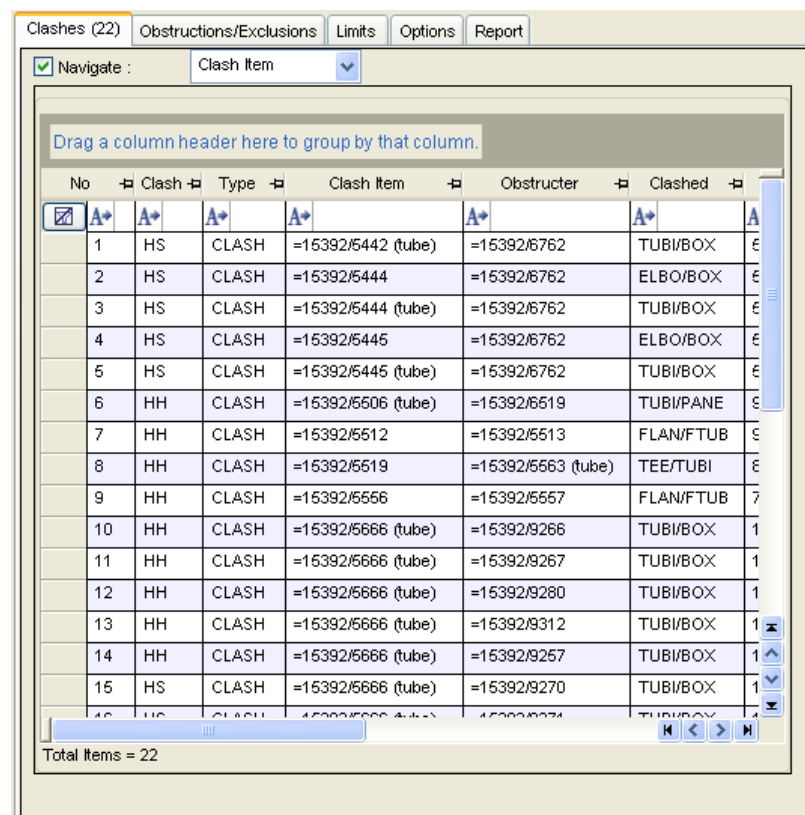 Clashes (22) Obstructions/Exclusions Limits Options Report
Navigate : Clash Item
Drag a column header here to group by that column.
No Clash Type Clash Item Obstructer Clashed
1 HS CLASH =15392/5442 (tube) =15392/6762 TUBI/BOX
2 HS CLASH =15392/5444 =15392/6762 ELBO/BOX
3 HS CLASH =15392/5444 (tube) =15392/6762 TUBI/BOX
4 HS CLASH =15392/5445 =15392/6762 ELBO/BOX
5 HS CLASH =15392/5445 (tube) =15392/6762 TUBI/BOX
6 HH CLASH =15392/5506 (tube) =15392/6519 TUBI/PANE
7 HH CLASH =15392/5512 =15392/5513 FLAN/FTUB
8 HH CLASH =15392/5519 =15392/5563 (tube) TEE/TUBI
9 HH CLASH =15392/5556 =15392/5557 FLAN/FTUB
10 HH CLASH =15392/5666 (tube) =15392/9266 TUBI/BOX
11 HH CLASH =15392/5666 (tube) =15392/9267 TUBI/BOX
12 HH CLASH =15392/5666 (tube) =15392/9280 TUBI/BOX
13 HH CLASH =15392/5666 (tube) =15392/9312 TUBI/BOX
14 HH CLASH =15392/5666 (tube) =15392/9257 TUBI/BOX
15 HS CLASH =15392/5666 (tube) =15392/9270 TUBI/BOX
Total Items = 22